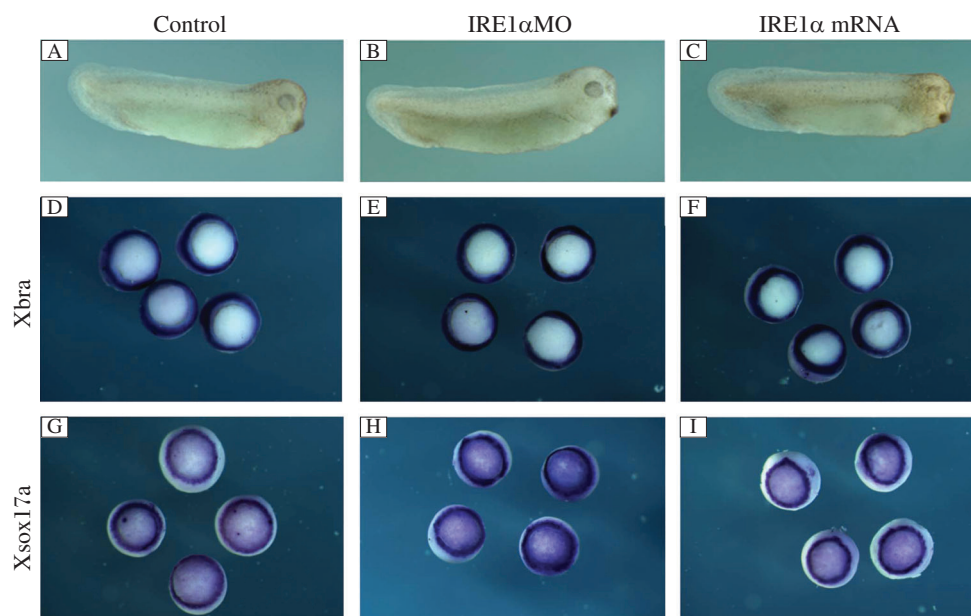 Control IRE1αMO IRE1α mRNA
A B C
Xbra
D E F
Xsox17a
G H I